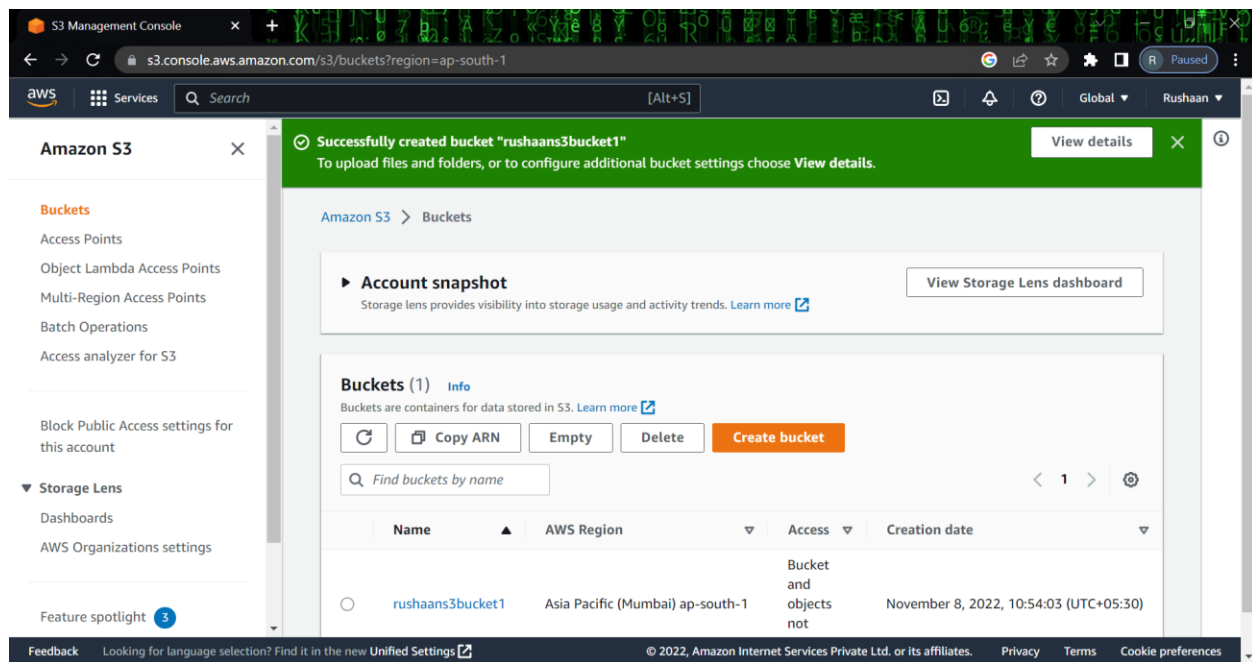 S3 Management Console
s3.console.aws.amazon.com/s3/buckets?region=ap-south-1
R Paused
aws
Services
Search
[Alt+S]
Global
Rushaan
Amazon S3
Buckets
Access Points
Object Lambda Access Points
Multi-Region Access Points
Batch Operations
Access analyzer for S3
Block Public Access settings for
this account
Storage Lens
Dashboards
AWS Organizations settings
Feature spotlight 3
Successfully created bucket "rushaans3bucket1"
To upload files and folders, or to configure additional bucket settings choose View details.
View details
Amazon S3 > Buckets
Account snapshot
Storage lens provides visibility into storage usage and activity trends. Learn more
View Storage Lens dashboard
Buckets (1) Info
Buckets are containers for data stored in S3. Learn more
Copy ARN
Empty
Delete
Create bucket
Find buckets by name
1
Name
AWS Region
Access
Creation date
rushaans3bucket1
Asia Pacific (Mumbai) ap-south-1
Bucket
and
objects
not
November 8, 2022, 10:54:03 (UTC+05:30)
Feedback
Looking for language selection? Find it in the new Unified Settings
© 2022, Amazon Internet Services Private Ltd. or its affiliates.
Privacy
Terms
Cookie preferences